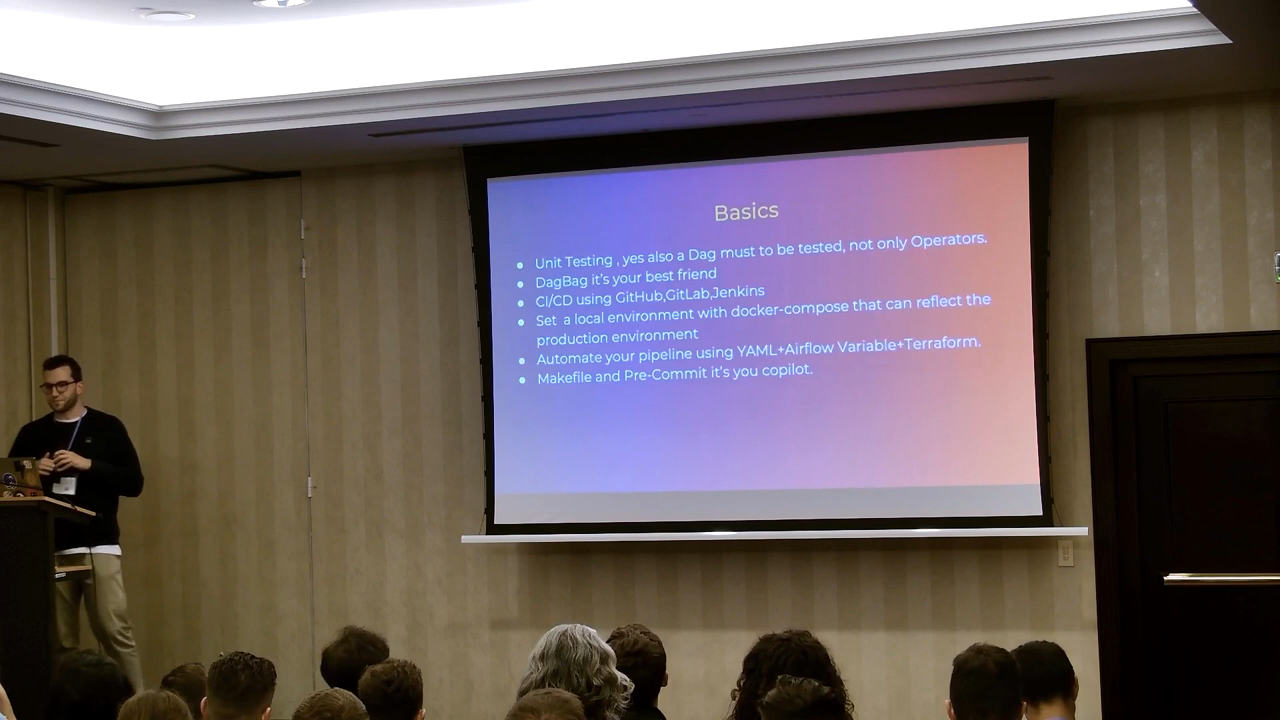 Basics
Unit Testing , yes also a Dag must to be tested, not only Operators.
DagBag it's your best friend
CI/CD using GitHub,GitLab,Jenkins
Set a local environment with docker-compose that can reflect the
production environment
Automate your pipeline using YAML+Airflow Variable+Terraform.
Makefile and Pre-Commit it's you copilot.